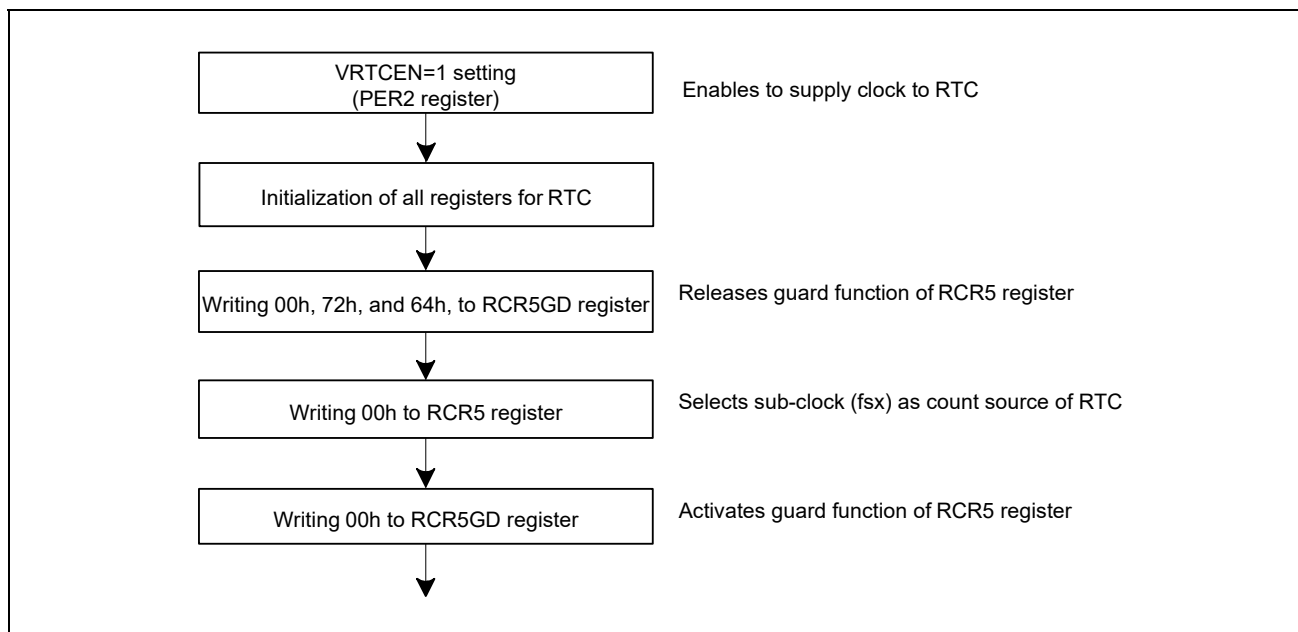 VRTCEN=1 setting
(PER2 register)
Enables to supply clock to RTC
Initialization of all registers for RTC
Writing 00h, 72h, and 64h, to RCR5GD register
Releases guard function of RCR5 register
Writing 00h to RCR5 register
Selects sub-clock (fsx) as count source of RTC
Writing 00h to RCR5GD register
Activates guard function of RCR5 register